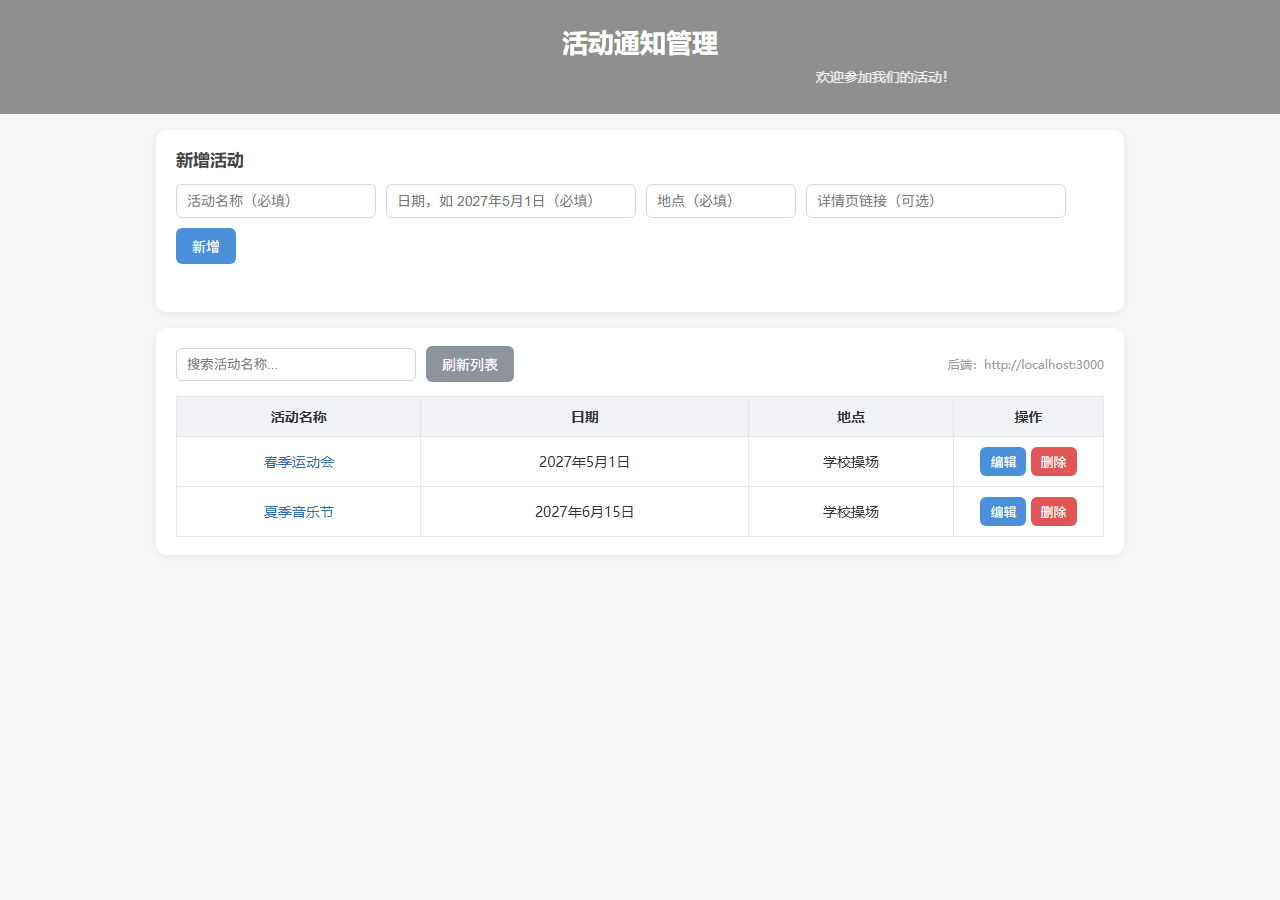 活动通知管理
欢迎参加我们的活动！
新增活动
活动名称（必填） 日期，如 2027年5月1日（必填） 地点（必填） 详情页链接（可选）
新增
搜索活动名称... 刷新列表 后端：http://localhost:3000
活动名称 日期 地点 操作
春季运动会 2027年5月1日 学校操场 编辑 删除
夏季音乐节 2027年6月15日 学校操场 编辑 删除